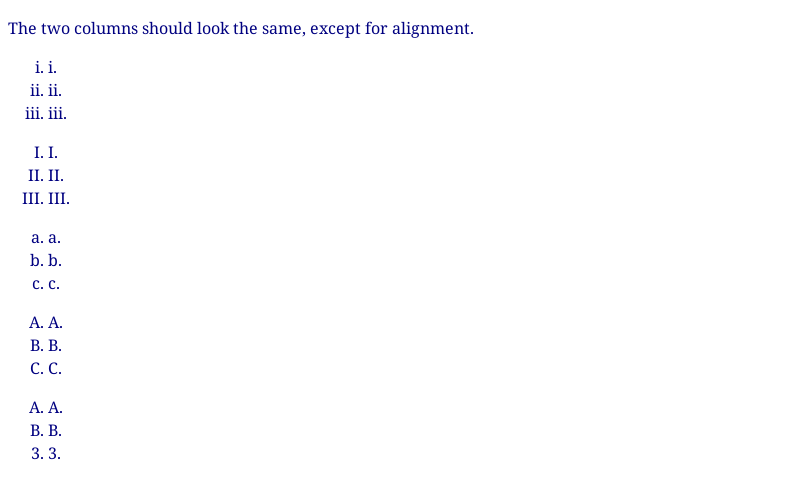 The two columns should look the same, except for alignment.
i. i.
ii. ii.
iii. iii.
I. I.
II. II.
III. III.
a. a.
b. b.
c. c.
A. A.
B. B.
C. C.
A. A.
B. B.
3. 3.